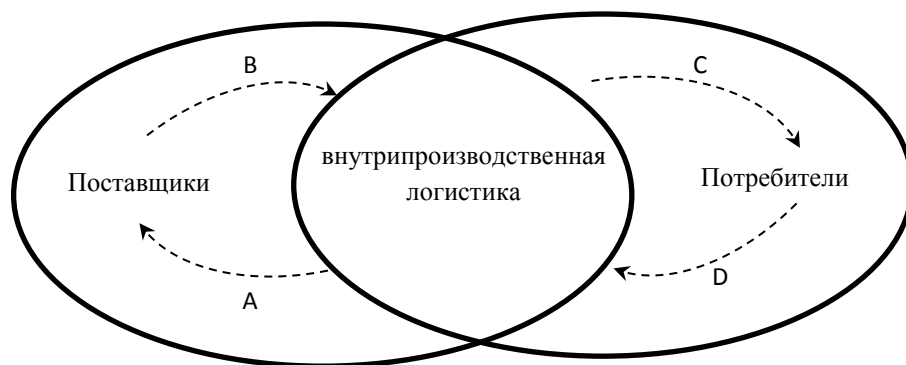 B
C
внутрипроизводственная
логистика
Поставщики
Потребители
A
D